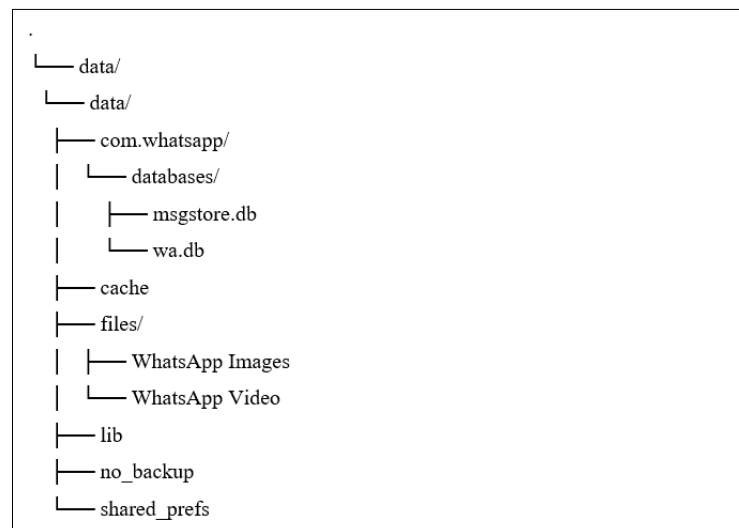 .
└── data/
└── data/
├── com.whatsapp/
│ └── databases/
│ ├── msgstore.db
│ └── wa.db
├── cache
├── files/
│ ├── WhatsApp Images
│ └── WhatsApp Video
├── lib
├── no_backup
└── shared_prefs